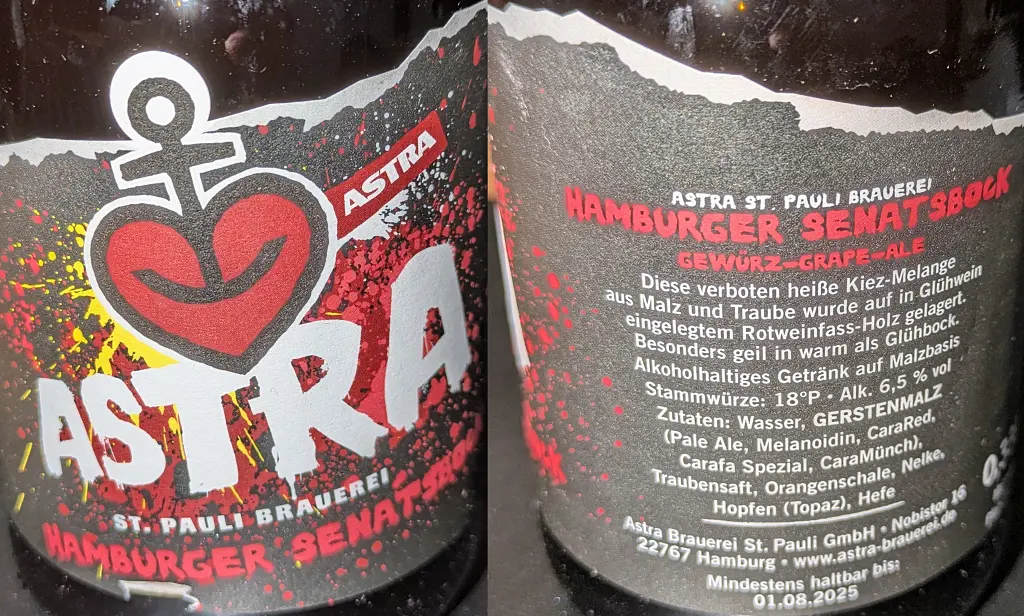 ASTRA
ASTRA
ST. PAULI BRAUEREI
HAMBURGER SENATSBOCK
ASTRA ST. PAULI BRAUEREI
HAMBURGER SENATSBOCK
GEWÜRZ-GRAPE-ALE
Diese verboten heiße Kiez-Melange
aus Malz und Traube wurde auf in Glühwein
eingelegtem Rotweinfass-Holz gelagert.
Besonders geil in warm als Glühbock.
Alkoholhaltiges Getränk auf Malzbasis
Stammwürze: 18°P • Alk. 6,5 % vol
Zutaten: Wasser, GERSTENMALZ
(Pale Ale, Melanoidin, CaraRed,
Carafa Spezial, CaraMünch),
Traubensaft, Orangenschale, Nelke,
Hopfen (Topaz), Hefe
Astra Brauerei St. Pauli GmbH • Nobistor 16
22767 Hamburg • www.astra-brauerei.de
Mindestens haltbar bis:
01.08.2025